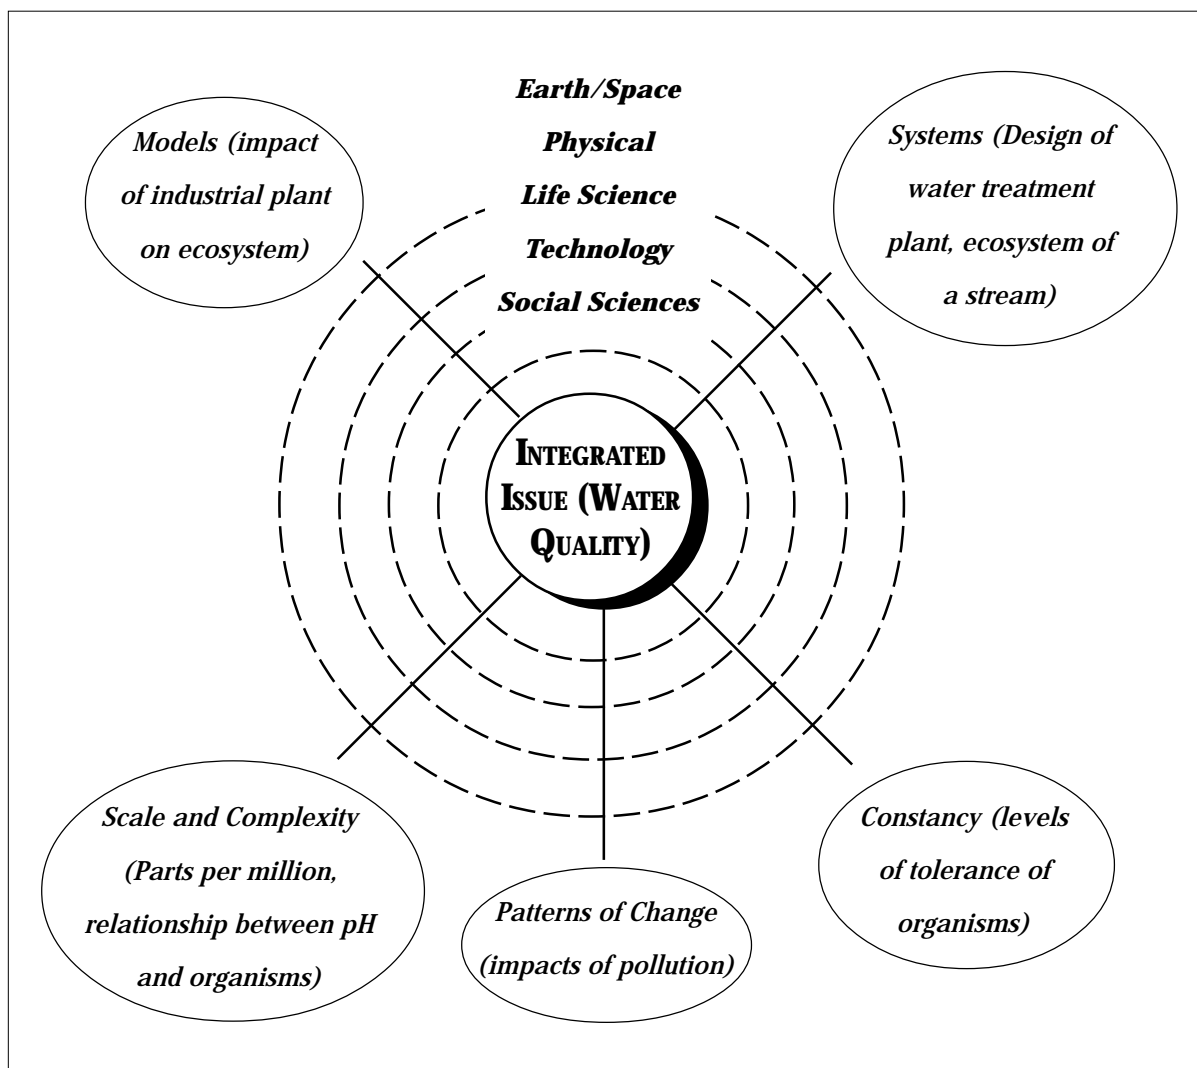 Earth/Space
Physical
Life Science
Technology
Social Sciences
Models (impact
of industrial plant
on ecosystem)
Systems (Design of
water treatment
plant, ecosystem of
a stream)
INTEGRATED
ISSUE (WATER
QUALITY)
Scale and Complexity
(Parts per million,
relationship between pH
and organisms)
Patterns of Change
(impacts of pollution)
Constancy (levels
of tolerance of
organisms)